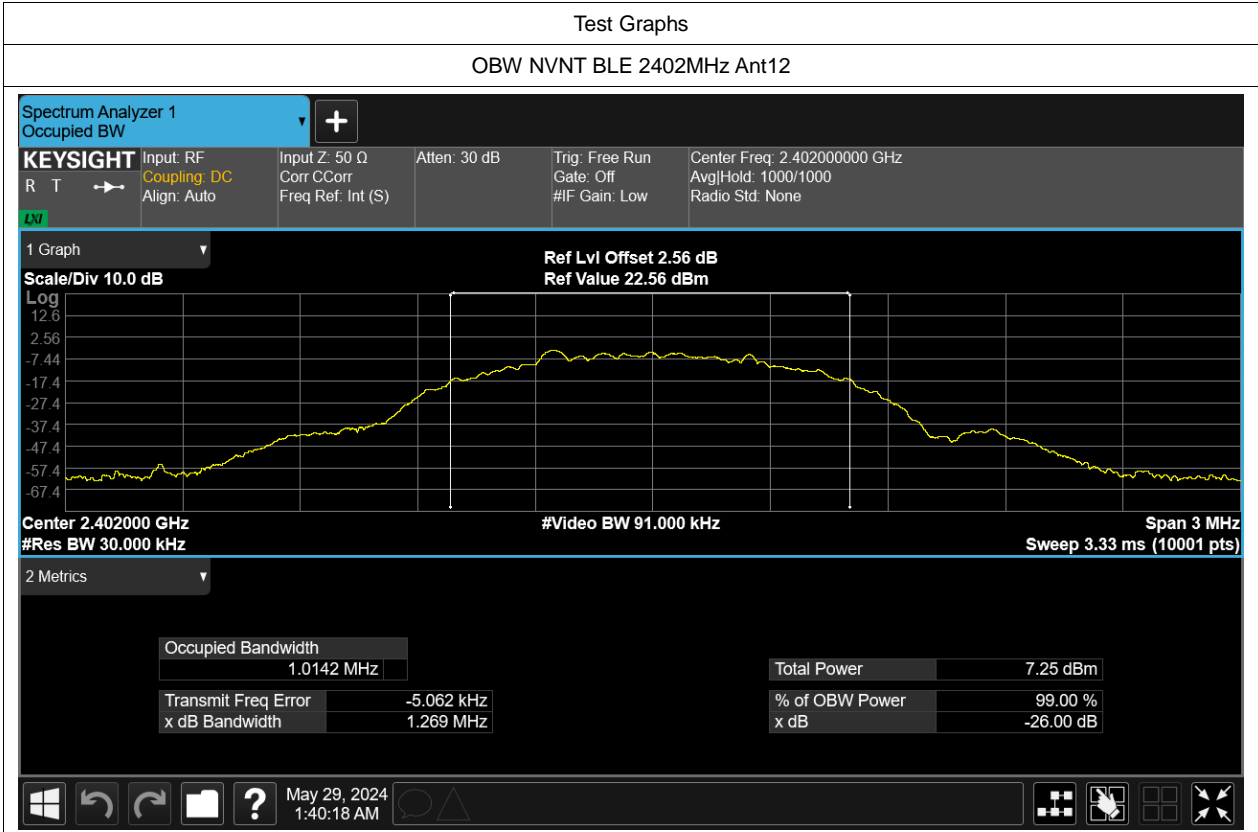 Test Graphs
OBW NVNT BLE 2402MHz Ant12
Spectrum Analyzer 1
Occupied BW
+
KEYSIGHT
R T
LXI
Input: RF
Coupling: DC
Align: Auto
Input Z: 50 Ω
Corr CCorr
Freq Ref: Int (S)
Atten: 30 dB
Trig: Free Run
Gate: Off
#IF Gain: Low
Center Freq: 2.402000000 GHz
Avg|Hold: 1000/1000
Radio Std: None
1 Graph
Scale/Div 10.0 dB
Ref Lvl Offset 2.56 dB
Ref Value 22.56 dBm
Log
12.6
2.56
-7.44
-17.4
-27.4
-37.4
-47.4
-57.4
-67.4
Center 2.402000 GHz
#Video BW 91.000 kHz
Span 3 MHz
#Res BW 30.000 kHz
Sweep 3.33 ms (10001 pts)
2 Metrics
Occupied Bandwidth
1.0142 MHz
Total Power 7.25 dBm
Transmit Freq Error -5.062 kHz
% of OBW Power 99.00 %
x dB Bandwidth 1.269 MHz
x dB -26.00 dB
?
May 29, 2024
1:40:18 AM